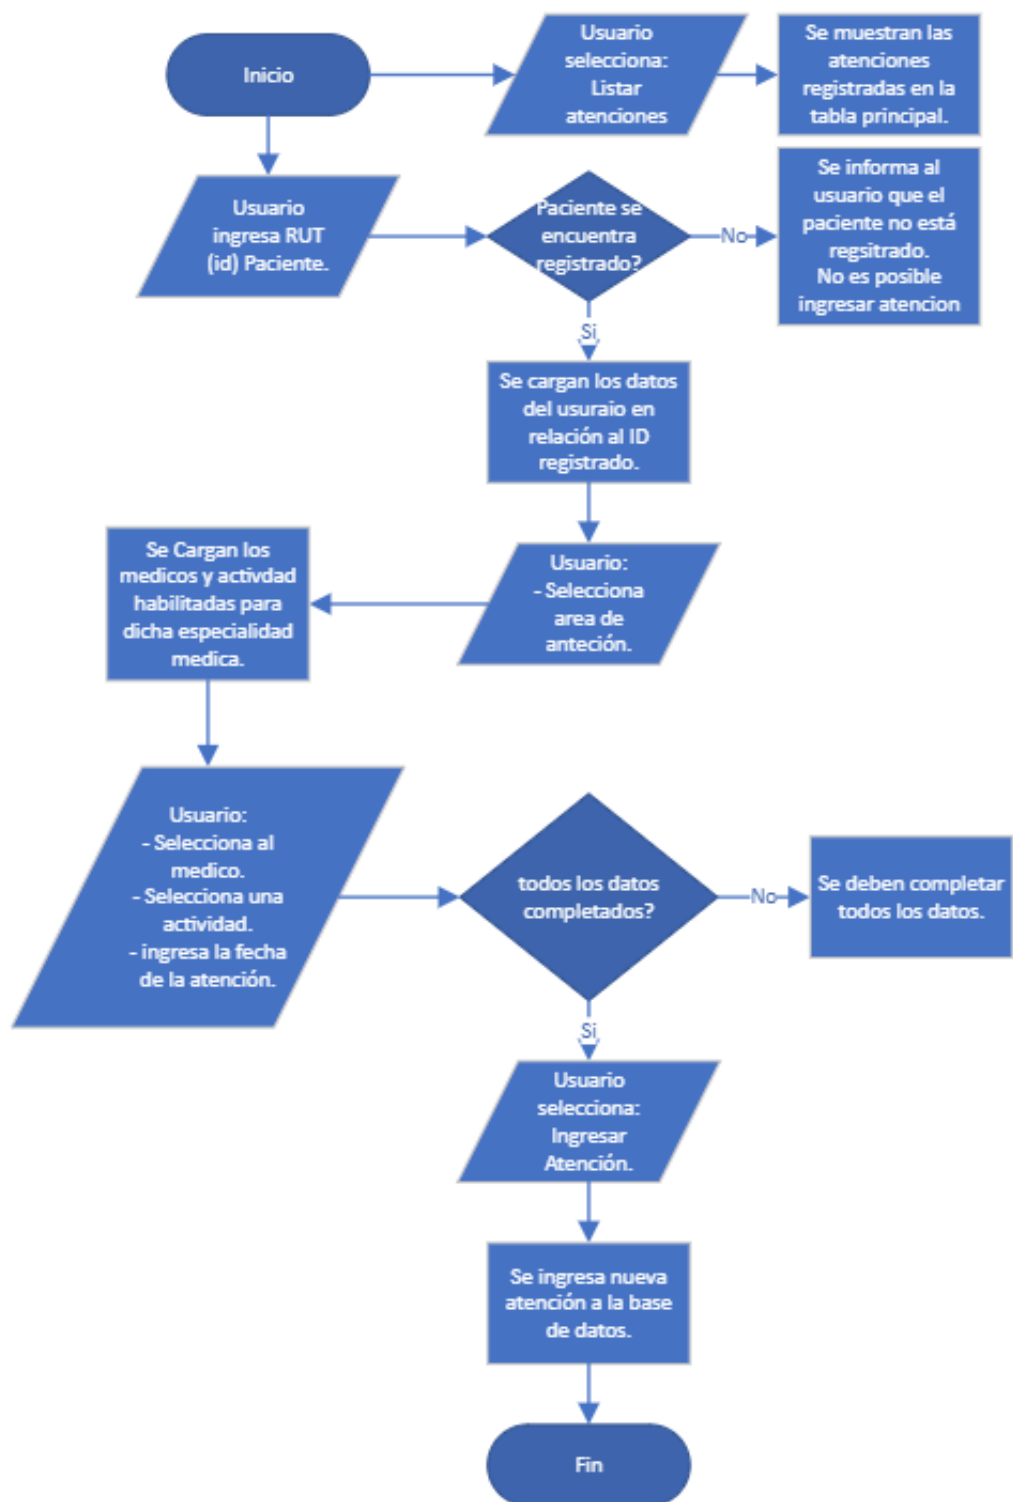 Inicio
Usuario
selecciona:
Listar
atenciones
Se muestran las
atenciones
registradas en la
tabla principal.
Usuario
ingresa RUT
(id) Paciente.
Paciente se
encuentra
registrado?
No
Se informa al
usuario que el
paciente no está
regsitrado.
No es posible
ingresar atencion
Si
Se cargan los datos
del usuraio en
relación al ID
registrado.
Usuario:
- Selecciona
area de
anteción.
Se Cargan los
medicos y activdad
habilitadas para
dicha especialidad
medica.
Usuario:
- Selecciona al
medico.
- Selecciona una
actividad.
- ingresa la fecha
de la atención.
todos los datos
completados?
No
Se deben completar
todos los datos.
Si
Usuario
selecciona:
Ingresar
Atención.
Se ingresa nueva
atención a la base
de datos.
Fin